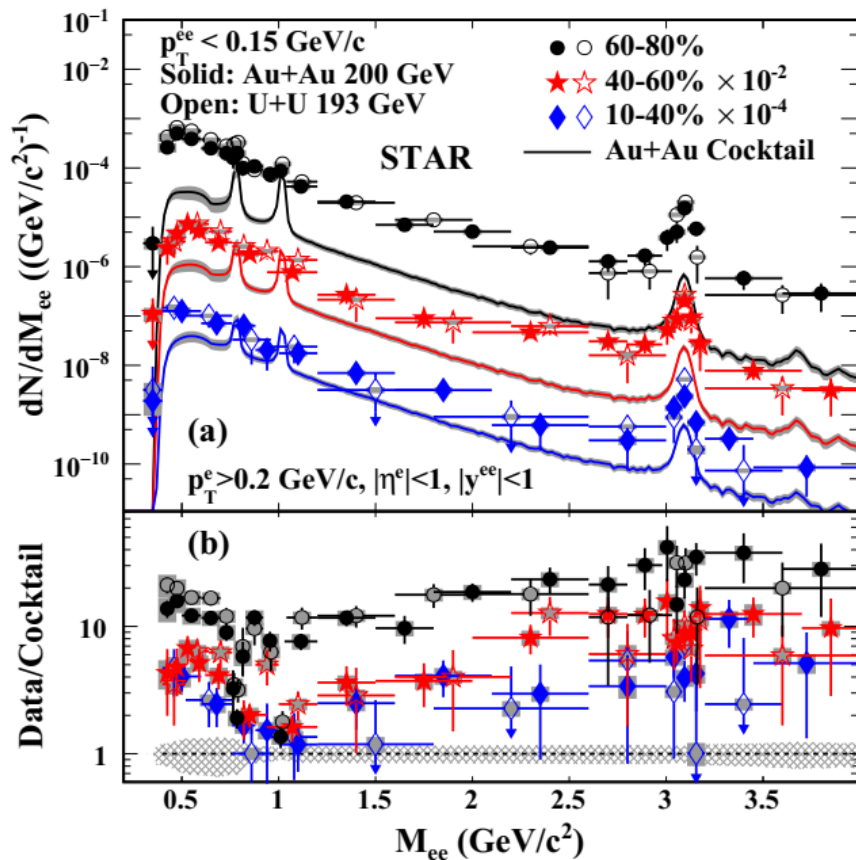 10⁻¹
10⁻²
10⁻⁴
10⁻⁶
10⁻⁸
10⁻¹⁰
dN/dM_ee ((GeV/c²)⁻¹)
p_T^ee < 0.15 GeV/c
Solid: Au+Au 200 GeV
Open: U+U 193 GeV
60-80%
40-60% × 10⁻²
10-40% × 10⁻⁴
Au+Au Cocktail
STAR
(a)
p_T^e>0.2 GeV/c, |η^e|<1, |y^ee|<1
(b)
Data/Cocktail
10
1
0.5 1 1.5 2 2.5 3 3.5
M_ee (GeV/c²)